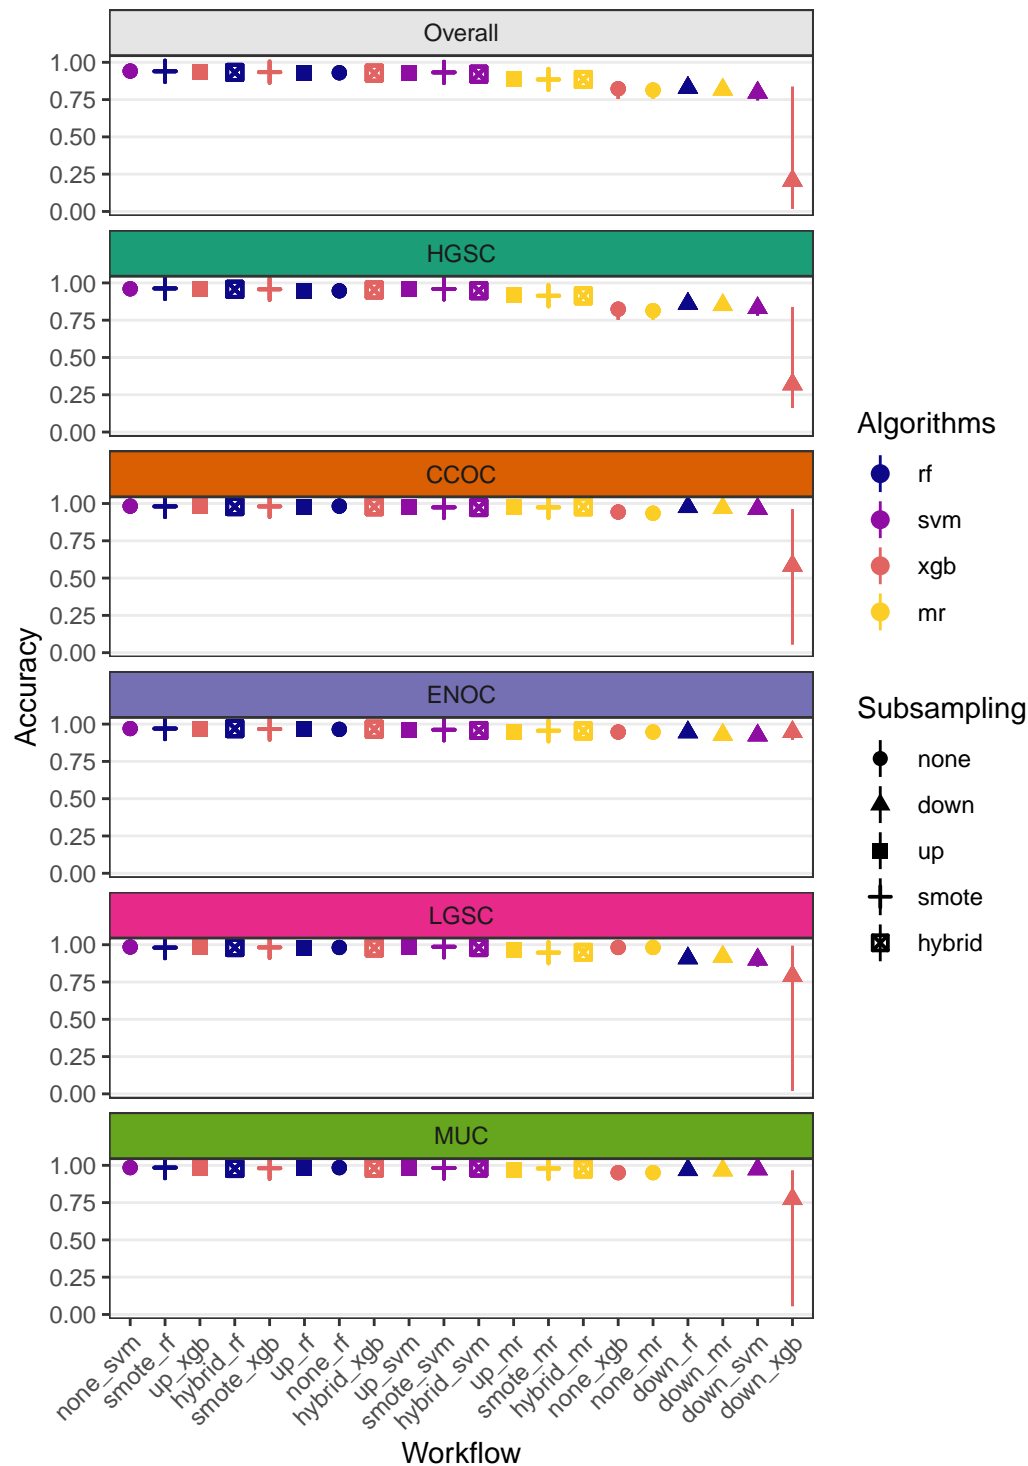 Overall
1.00
0.75
0.50
0.25
0.00
HGSC
1.00
0.75
0.50
0.25
0.00
CCOC
1.00
0.75
0.50
0.25
0.00
ENOC
1.00
0.75
0.50
0.25
0.00
LGSC
1.00
0.75
0.50
0.25
0.00
MUC
1.00
0.75
0.50
0.25
0.00
Accuracy
none_svm
smote_rf
up_xgb
hybrid_rf
smote_xgb
up_rf
none_rf
hybrid_xgb
up_svm
smote_svm
hybrid_svm
up_mr
smote_mr
hybrid_mr
none_xgb
none_mr
down_rf
down_mr
down_svm
down_xgb
Workflow
Algorithms
rf
svm
xgb
mr
Subsampling
none
down
up
smote
hybrid